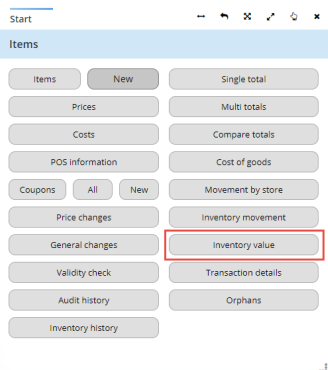 Start
Items
Items New Single total
Prices Multi totals
Costs Compare totals
POS information Cost of goods
Coupons All New Movement by store
Price changes Inventory movement
General changes Inventory value
Validity check Transaction details
Audit history Orphans
Inventory history